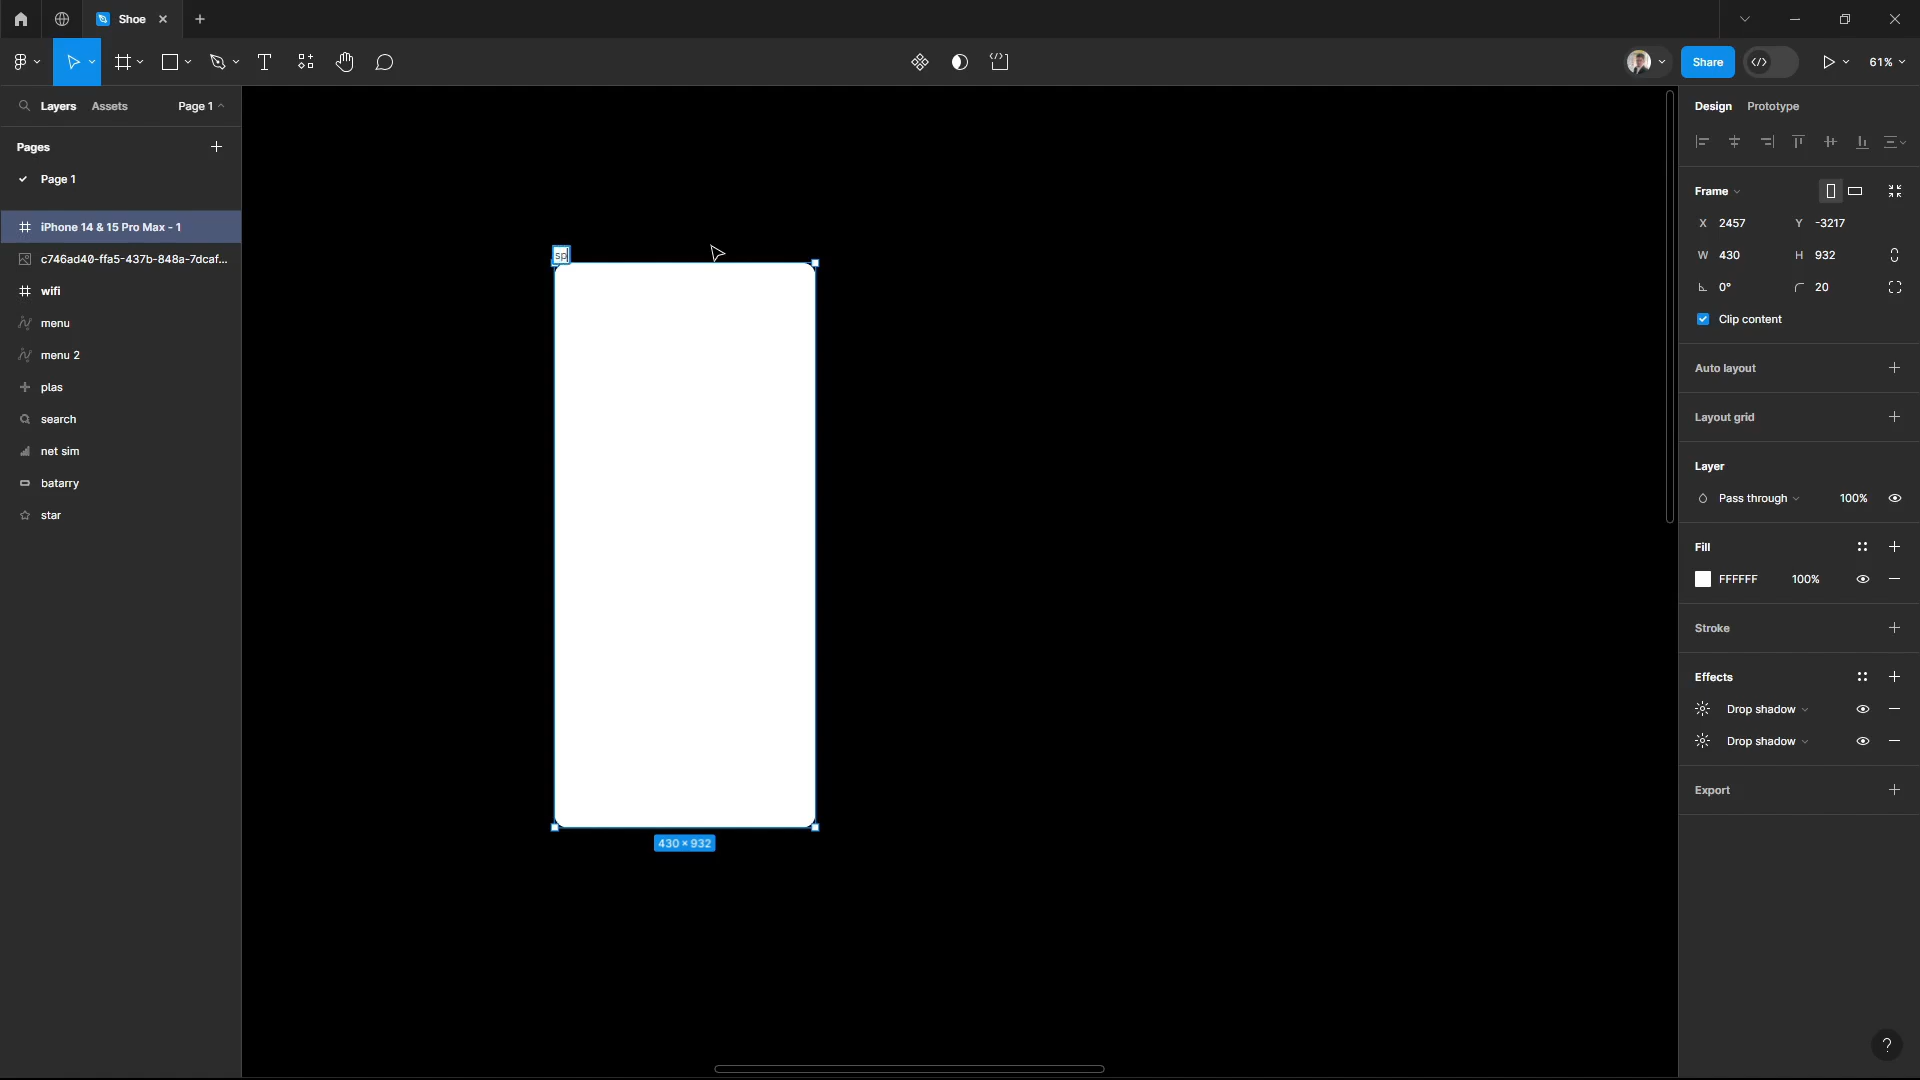 Shoe
Share
61%
Layers Assets Page 1
Pages
Page 1
iPhone 14 & 15 Pro Max - 1
c746ad40-ffa5-437b-848a-7dcaf...
wifi
menu
menu 2
plas
search
net sim
batarry
star
sp
430 × 932
Design Prototype
Frame
X 2457 Y -3217
W 430 H 932
0° 20
Clip content
Auto layout
Layout grid
Layer
Pass through 100%
Fill
FFFFFF 100%
Stroke
Effects
Drop shadow
Drop shadow
Export
?